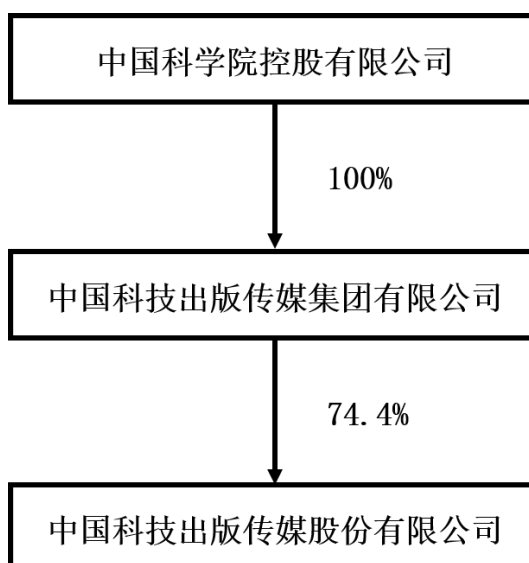 中国科学院控股有限公司
100%
中国科技出版传媒集团有限公司
74.4%
中国科技出版传媒股份有限公司